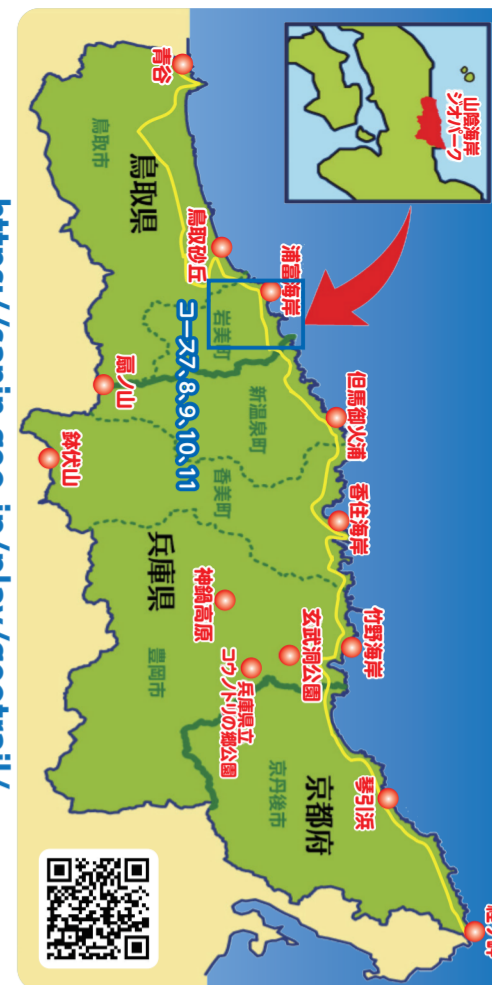 山陰海岸
ジオパーク
青谷
鳥取市
鳥取県
鳥取砂丘
浦富海岸
岩美町
コース7、8、9、10、11
扇ノ山
鉢伏山
新温泉町
但馬御火浦
香美町
香住海岸
兵庫県
神鍋高原
竹野海岸
玄武洞公園
兵庫県立
コウノトリの郷公園
豊岡市
京丹後市
京都府
琴引浜